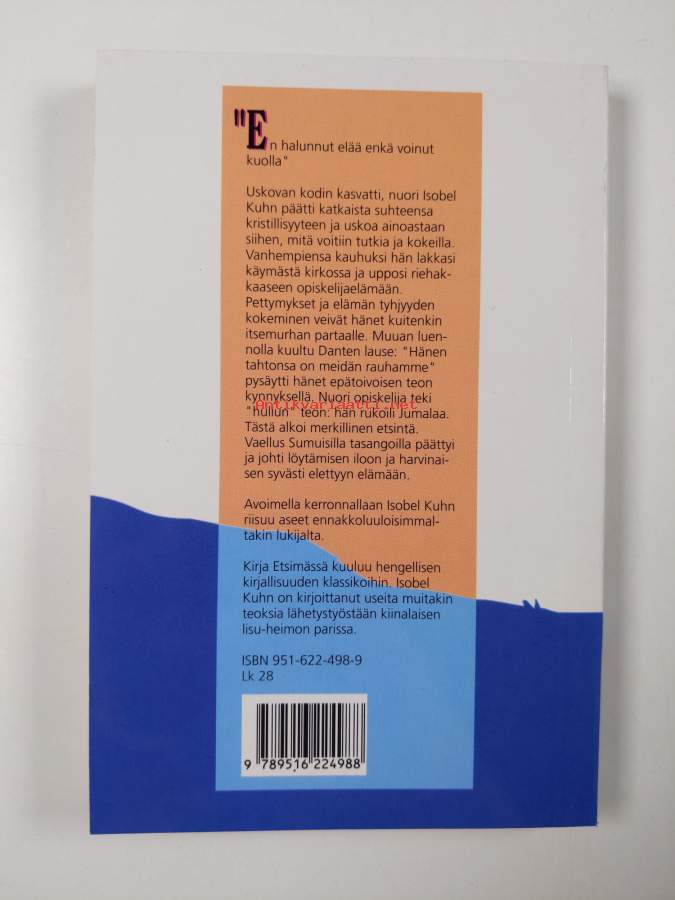 "En halunnut elää enkä voinut
kuolla"
Uskovan kodin kasvatti, nuori Isobel
Kuhn päätti katkaista suhteensa
kristillisyyteen ja uskoa ainoastaan
siihen, mitä voitiin tutkia ja kokeilla.
Vanhempiensa kauhuksi hän lakkasi
käymästä kirkossa ja upposi riehak-
kaaseen opiskelijaelämään.
Pettymykset ja elämän tyhjyyden
kokeminen veivät hänet kuitenkin
itsemurhan partaalle. Muuan luen-
nolla kuultu Danten lause: "Hänen
tahtonsa on meidän rauhamme"
pysäytti hänet epätoivoisen teon
kynnyksellä. Nuori opiskelija teki
antikvariaatti.net
"hullun" teon: hän rukoili Jumalaa.
Tästä alkoi merkillinen etsintä.
Vaellus Sumuisilla tasangoilla päättyi
ja johti löytämisen iloon ja harvinai-
sen syvästi elettyyn elämään.
Avoimella kerronnallaan Isobel Kuhn
riisuu aseet ennakkoluuloisimmal-
takin lukijalta.
Kirja Etsimässä kuuluu hengellisen
kirjallisuuden klassikoihin. Isobel
Kuhn on kirjoittanut useita muitakin
teoksia lähetystyöstään kiinalaisen
lisu-heimon parissa.
ISBN 951-622-498-9
Lk 28
9 789516 224988